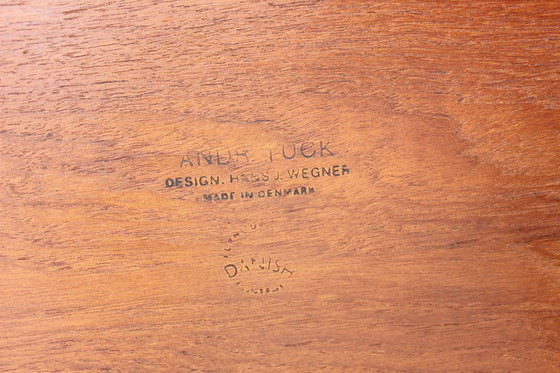 ANDR. TUCK
DESIGN. HANS J. WEGNER
MADE IN DENMARK
DANISH